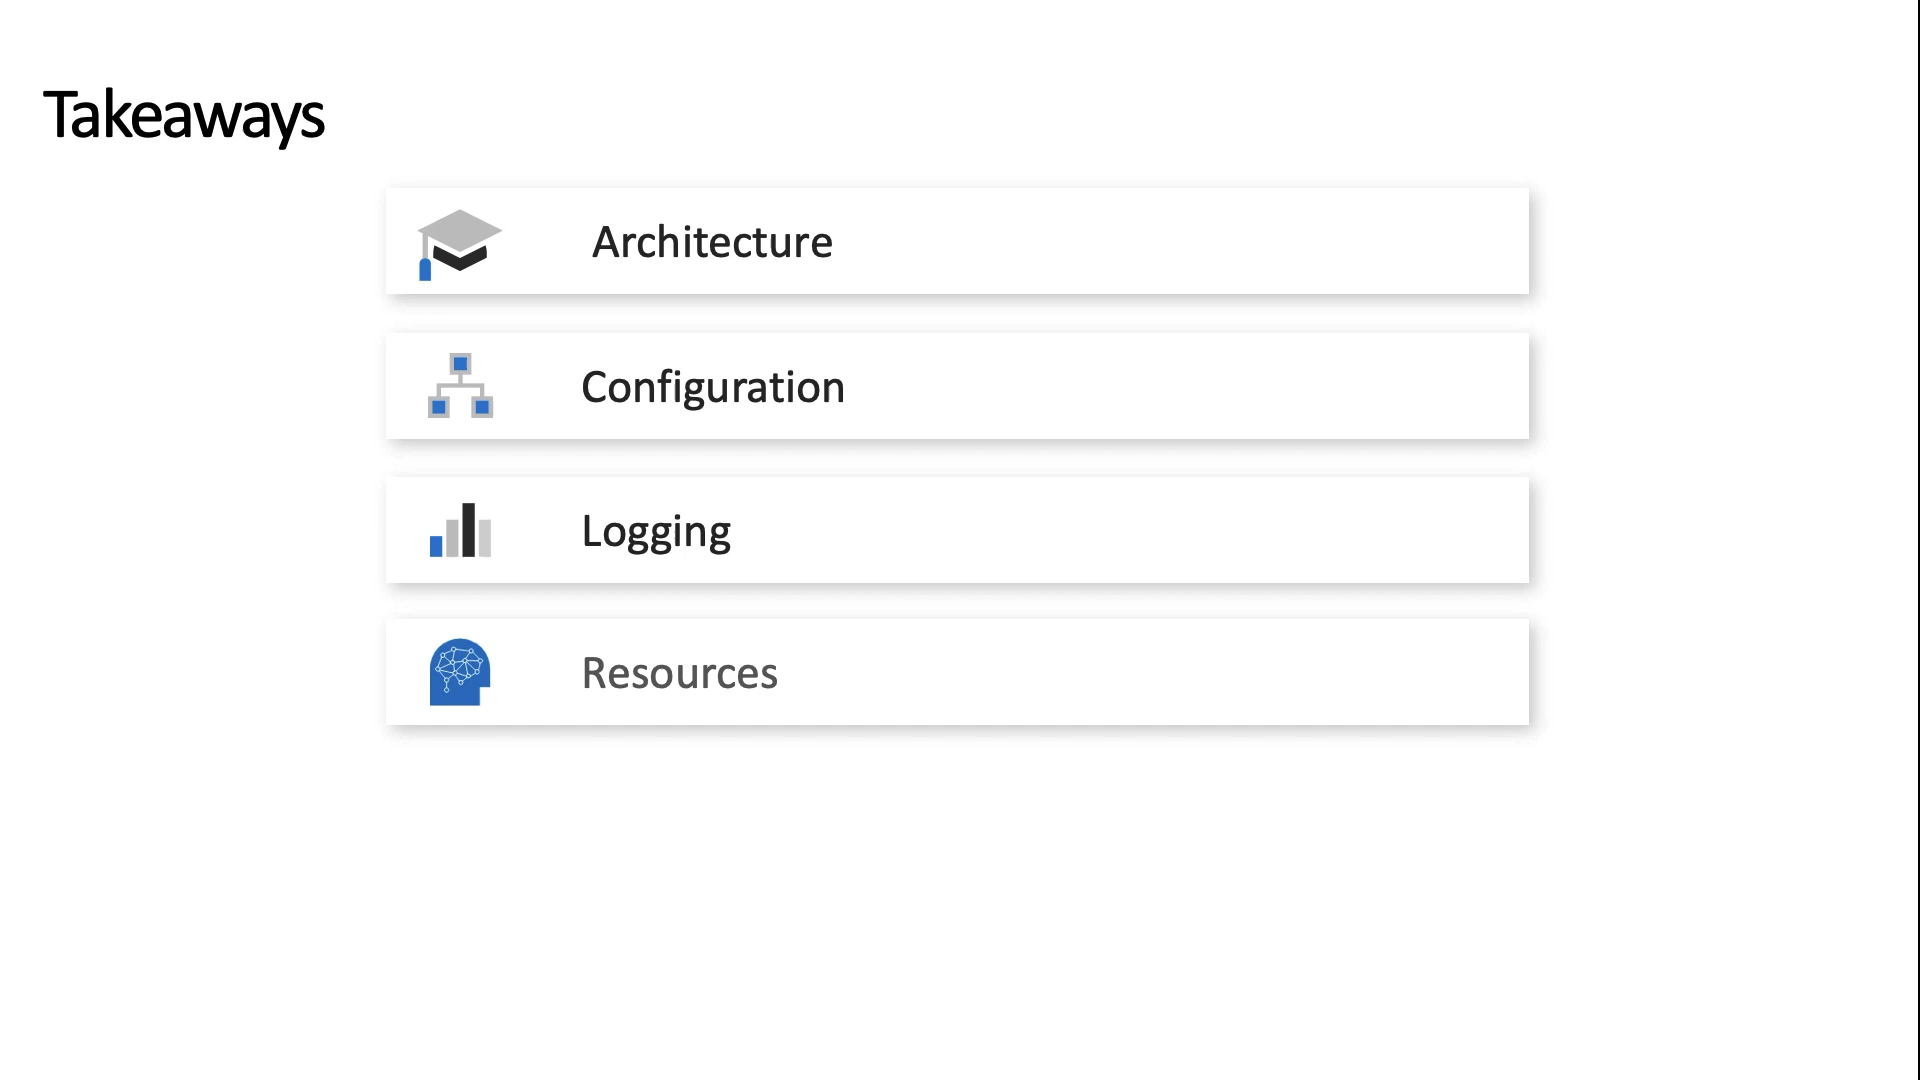 Takeaways
Architecture
Configuration
Logging
Resources